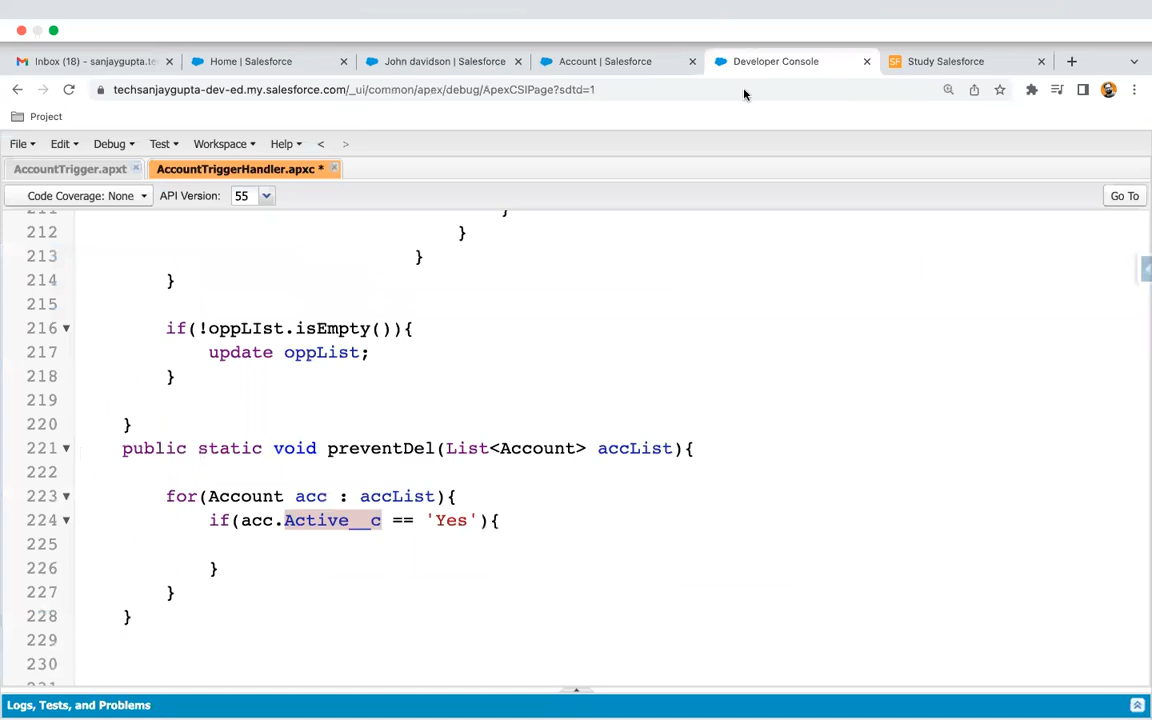 Inbox (18) - sanjaygupta.te
Home | Salesforce
John davidson | Salesforce
Account | Salesforce
Developer Console
SF Study Salesforce
techsanjaygupta-dev-ed.my.salesforce.com/_ui/common/apex/debug/ApexCSIPage?sdtd=1
Project
File Edit Debug Test Workspace Help < >
AccountTrigger.apxt AccountTriggerHandler.apxc *
Code Coverage: None API Version: 55 Go To
211 }
212 }
213 }
214 }
215
216 if(!oppLIst.isEmpty()){
217 update oppList;
218 }
219
220 }
221 public static void preventDel(List<Account> accList){
222
223 for(Account acc : accList){
224 if(acc.Active__c == 'Yes'){
225
226 }
227 }
228 }
229
230
Logs, Tests, and Problems